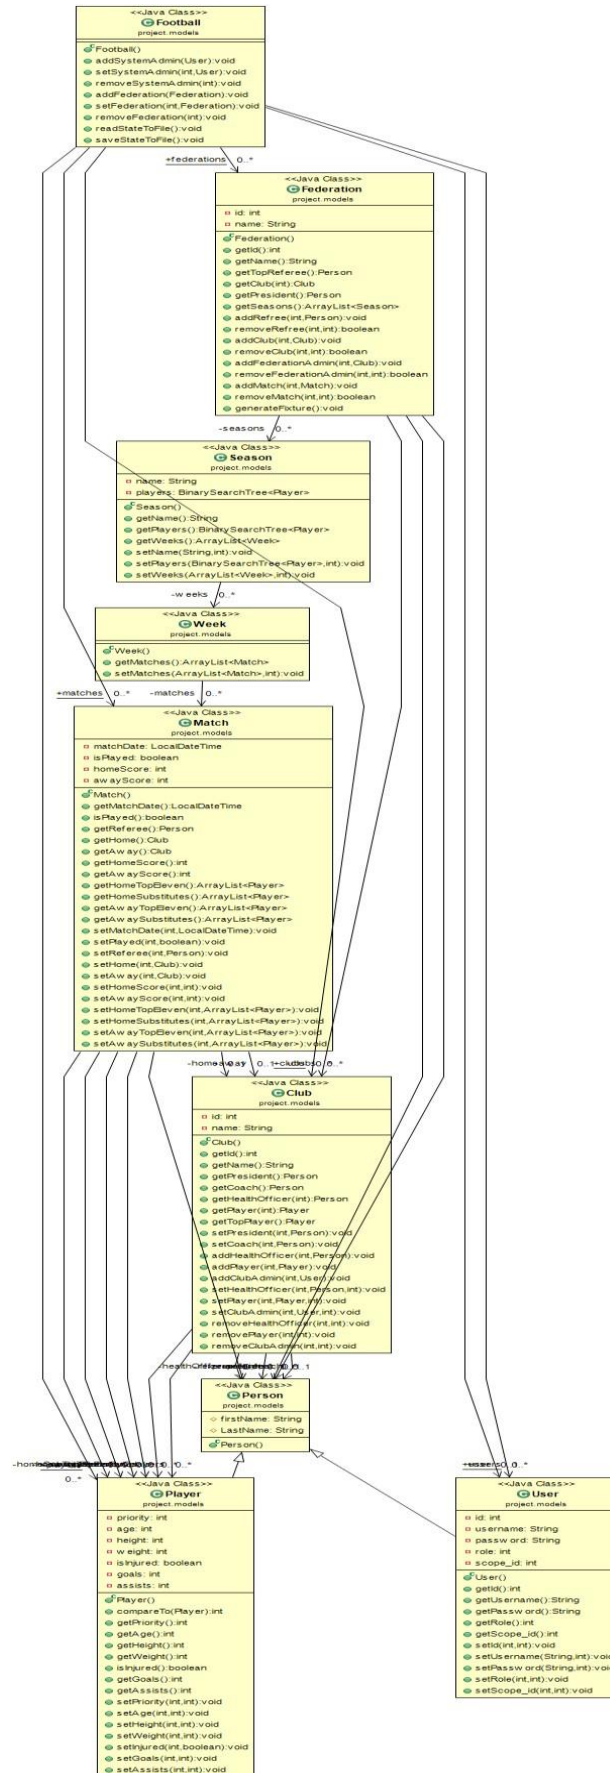 <<Java Class>>
Football
project.models
Football()
addSystemAdmin(User):void
setSystemAdmin(int,User):void
removeSystemAdmin(int):void
addFederation(Federation):void
setFederation(int,Federation):void
removeFederation(int):void
readStateToFile():void
saveStateToFile():void
+federations 0..*
<<Java Class>>
Federation
project.models
id: int
name: String
Federation()
getId():int
getName():String
getTopReferee():Person
getClub(int):Club
getPresident():Person
getSeasons():ArrayList<Season>
addRefree(int,Person):void
removeRefree(int,int):boolean
addClub(int,Club):void
removeClub(int,int):boolean
addFederationAdmin(int,Club):void
removeFederationAdmin(int,int):boolean
addMatch(int,Match):void
removeMatch(int,int):boolean
generateFixture():void
-seasons 0..*
<<Java Class>>
Season
project.models
name: String
players: BinarySearchTree<Player>
Season()
getName():String
getPlayers():BinarySearchTree<Player>
getWeeks():ArrayList<Week>
setName(String,int):void
setPlayers(BinarySearchTree<Player>,int):void
setWeeks(ArrayList<Week>,int):void
-weeks 0..*
<<Java Class>>
Week
project.models
Week()
getMatches():ArrayList<Match>
setMatches(ArrayList<Match>,int):void
+matches 0..* -matches 0..*
<<Java Class>>
Match
project.models
matchDate: LocalDateTime
isPlayed: boolean
homeScore: int
awayScore: int
Match()
getMatchDate():LocalDateTime
isPlayed():boolean
getReferee():Person
getHome():Club
getAway():Club
getHomeScore():int
getAwayScore():int
getHomeTopEleven():ArrayList<Player>
getHomeSubstitutes():ArrayList<Player>
getAwayTopEleven():ArrayList<Player>
getAwaySubstitutes():ArrayList<Player>
setMatchDate(int,LocalDateTime):void
setPlayed(int,boolean):void
setReferee(int,Person):void
setHome(int,Club):void
setAway(int,Club):void
setHomeScore(int,int):void
setAwayScore(int,int):void
setHomeTopEleven(int,ArrayList<Player>):void
setHomeSubstitutes(int,ArrayList<Player>):void
setAwayTopEleven(int,ArrayList<Player>):void
setAwaySubstitutes(int,ArrayList<Player>):void
<<Java Class>>
Club
project.models
id: int
name: String
Club()
getId():int
getName():String
getPresident():Person
getCoach():Person
getHealthOfficer(int):Person
getPlayer(int):Player
getTopPlayer():Player
setPresident(int,Person):void
setCoach(int,Person):void
addHealthOfficer(int,Person):void
addPlayer(int,Player):void
addClubAdmin(int,User):void
setHealthOfficer(int,Person,int):void
setPlayer(int,Player,int):void
setClubAdmin(int,User,int):void
removeHealthOfficer(int,int):void
removePlayer(int,int):void
removeClubAdmin(int,int):void
<<Java Class>>
Person
project.models
firstName: String
LastName: String
Person()
0..*
<<Java Class>>
Player
project.models
priority: int
age: int
height: int
weight: int
isInjured: boolean
goals: int
assists: int
Player()
compareTo(Player):int
getPriority():int
getAge():int
getHeight():int
getWeight():int
isInjured():boolean
getGoals():int
getAssists():int
setPriority(int,int):void
setAge(int,int):void
setHeight(int,int):void
setWeight(int,int):void
setInjured(int,boolean):void
setGoals(int,int):void
setAssists(int,int):void
<<Java Class>>
User
project.models
id: int
username: String
password: String
role: int
scope_id: int
User()
getId():int
getUsername():String
getPassword():String
getRole():int
getScope_id():int
setId(int,int):void
setUsername(String,int):void
setPassword(String,int):void
setRole(int,int):void
setScope_id(int,int):void